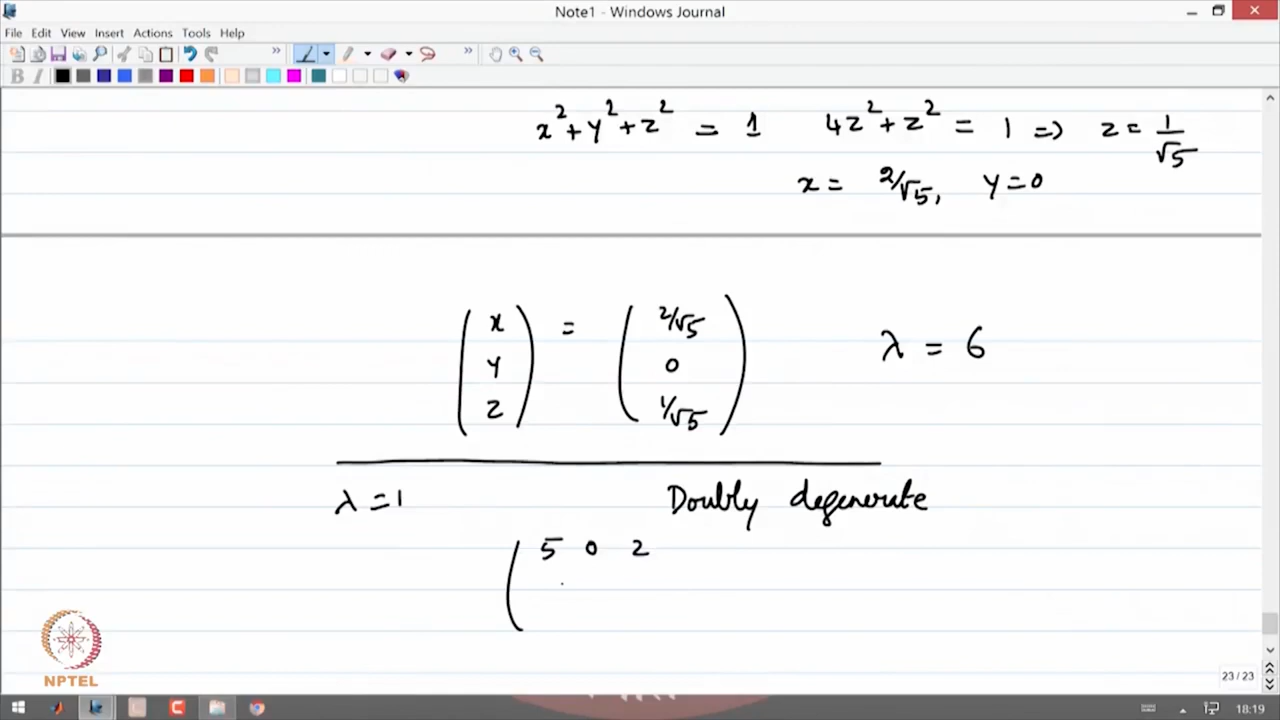 Note1 - Windows Journal
File Edit View Insert Actions Tools Help
x² + y² + z² = 1 4z² + z² = 1 => z = 1/√5
x = 2/√5, y = 0
( x ) = ( 2/√5 )
y 0 λ = 6
z 1/√5
λ = 1 Doubly degenerate
( 5 0 2
NPTEL
23 / 23
18:19